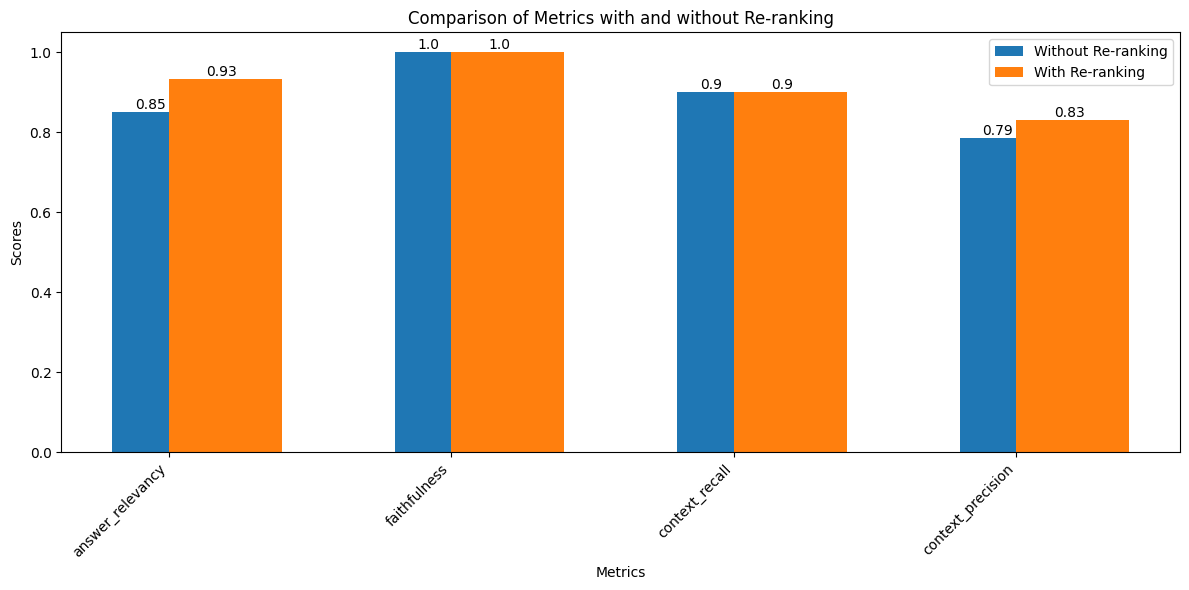 Comparison of Metrics with and without Re-ranking
Without Re-ranking
With Re-ranking
0.85
0.93
1.0
1.0
0.9
0.9
0.79
0.83
1.0
0.8
0.6
0.4
0.2
0.0
Scores
answer_relevancy
faithfulness
context_recall
context_precision
Metrics